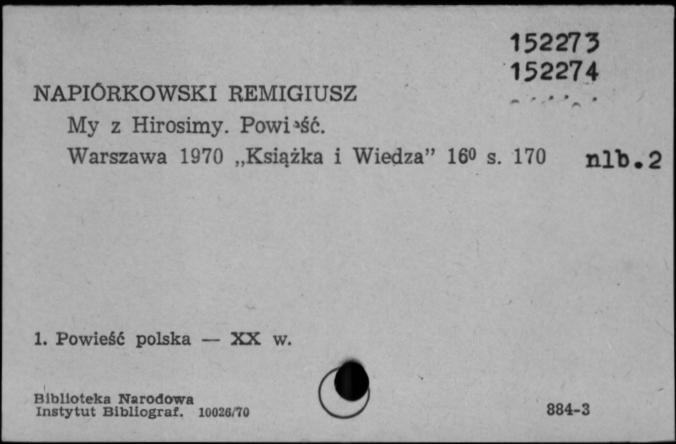 152273
152274
NAPIÓRKOWSKI REMIGIUSZ
My z Hirosimy. Powieść.
Warszawa 1970 „Książka i Wiedza” 16⁰ s. 170 nlb.2
1. Powieść polska — XX w.
Biblioteka Narodowa
Instytut Bibliograf. 10026/70
884-3